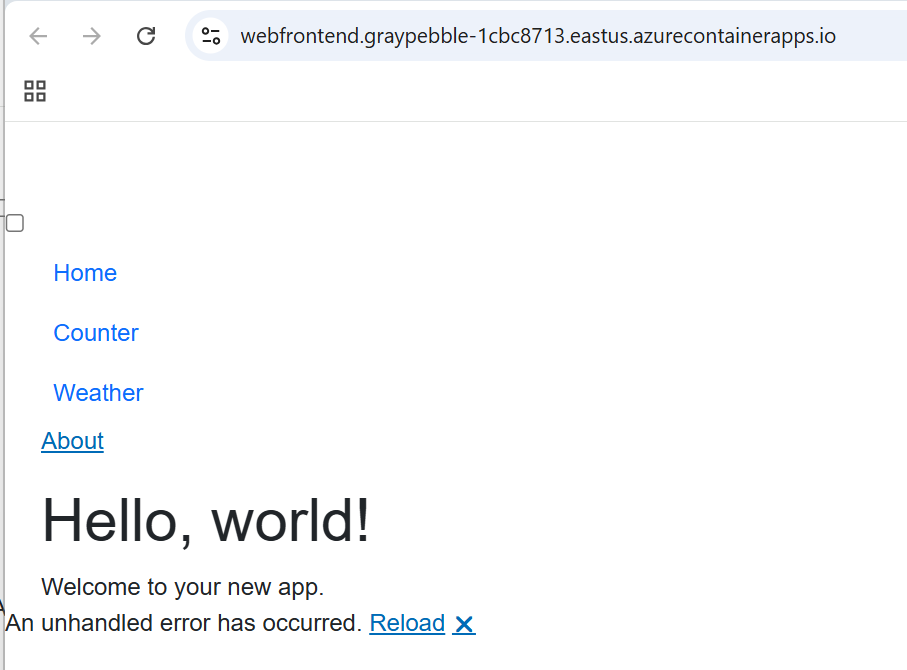 webfrontend.graypebble-1cbc8713.eastus.azurecontainerapps.io
Home
Counter
Weather
About
Hello, world!
Welcome to your new app.
An unhandled error has occurred. Reload ✕